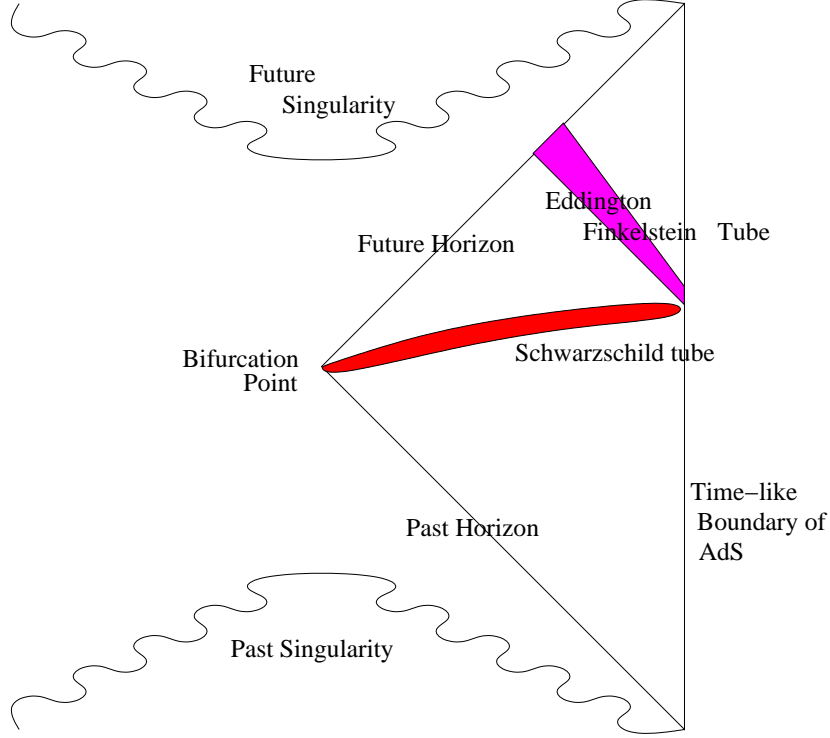 Future
Singularity
Eddington
Finkelstein Tube
Future Horizon
Schwarzschild tube
Bifurcation
Point
Time−like
Boundary of
AdS
Past Horizon
Past Singularity